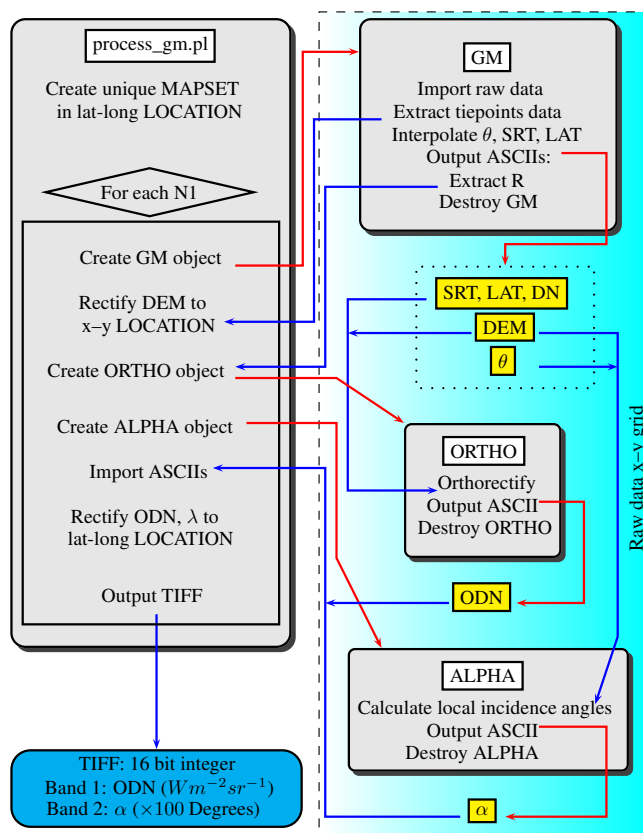 process_gm.pl
Create unique MAPSET
in lat-long LOCATION
For each N1
Create GM object
Rectify DEM to
x–y LOCATION
Create ORTHO object
Create ALPHA object
Import ASCIIs
Rectify ODN, λ to
lat-long LOCATION
Output TIFF
TIFF: 16 bit integer
Band 1: ODN (Wm⁻²sr⁻¹)
Band 2: α (×100 Degrees)
GM
Import raw data
Extract tiepoints data
Interpolate θ, SRT, LAT
Output ASCIIs:
Extract R
Destroy GM
SRT, LAT, DN
DEM
θ
ORTHO
Orthorectify
Output ASCII
Destroy ORTHO
ODN
ALPHA
Calculate local incidence angles
Output ASCII
Destroy ALPHA
α
Raw data x–y grid